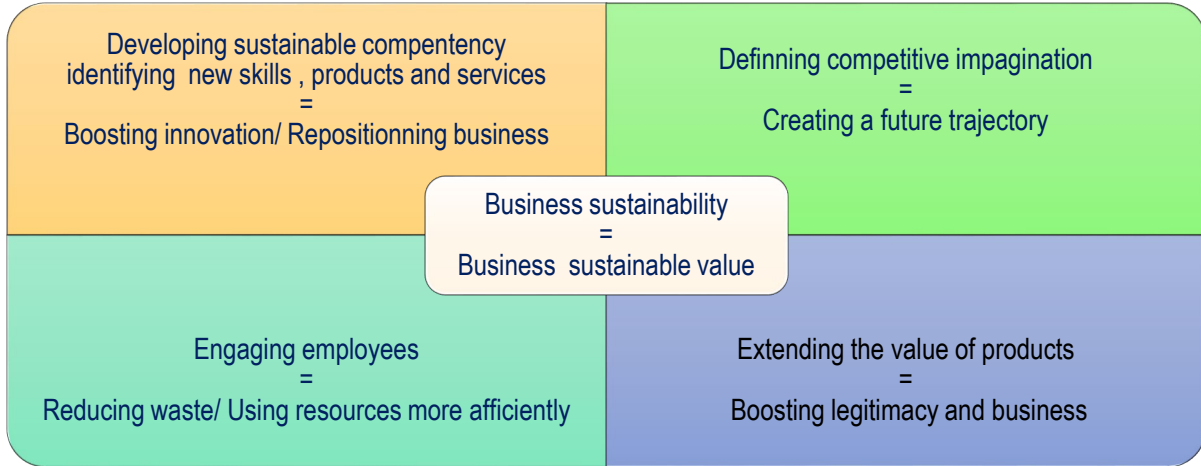 Developing sustainable compentency
identifying new skills , products and services
=
Boosting innovation/ Repositionning business
Definning competitive impagination
=
Creating a future trajectory
Business sustainability
=
Business sustainable value
Engaging employees
=
Reducing waste/ Using resources more afficiently
Extending the value of products
=
Boosting legitimacy and business